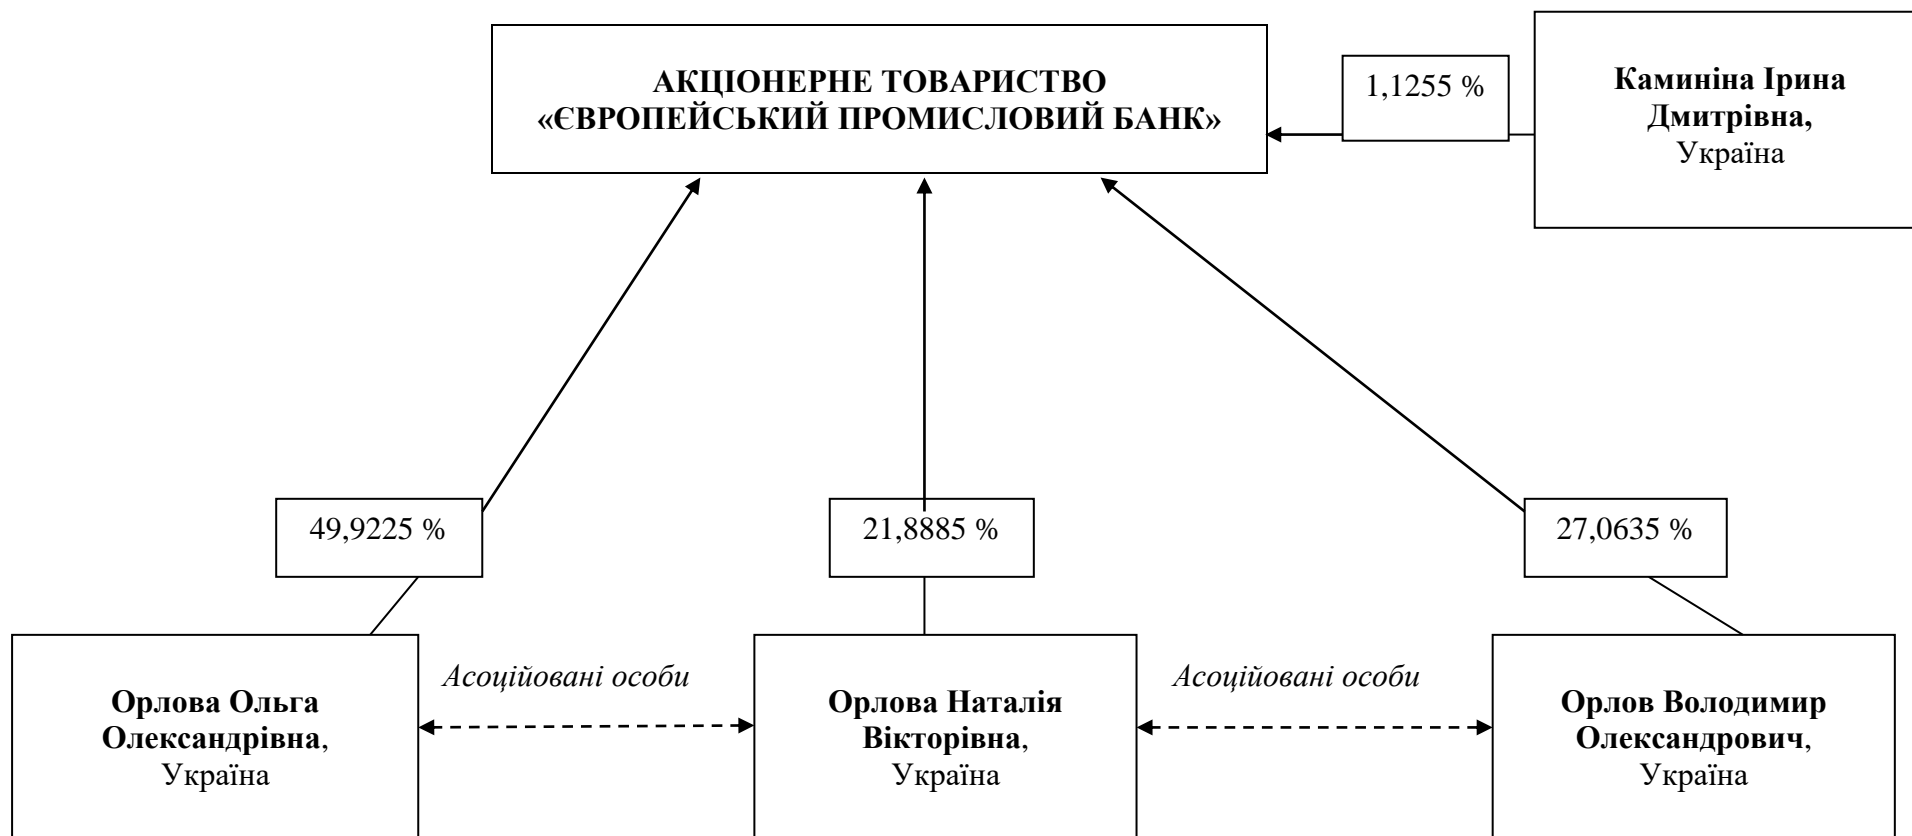 АКЦІОНЕРНЕ ТОВАРИСТВО
«ЄВРОПЕЙСЬКИЙ ПРОМИСЛОВИЙ БАНК»
1,1255 %
Каминіна Ірина
Дмитрівна,
Україна
49,9225 %
21,8885 %
27,0635 %
Орлова Ольга
Олександрівна,
Україна
Асоційовані особи
Орлова Наталія
Вікторівна,
Україна
Асоційовані особи
Орлов Володимир
Олександрович,
Україна